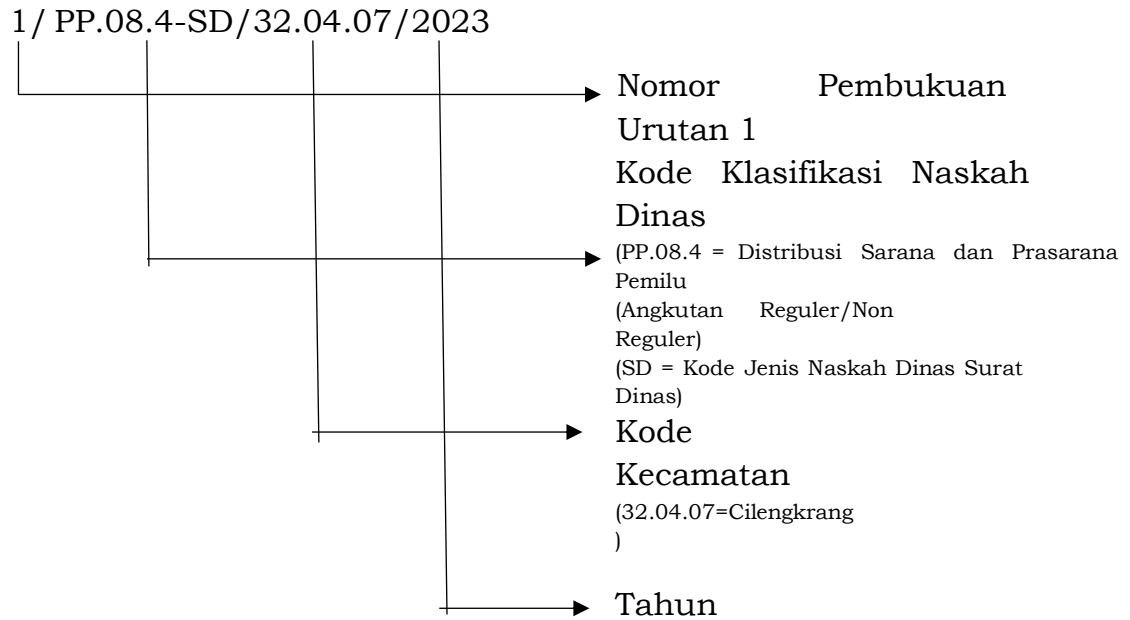 1/ PP.08.4-SD/32.04.07/2023
Nomor Pembukuan
Urutan 1
Kode Klasifikasi Naskah
Dinas
(PP.08.4 = Distribusi Sarana dan Prasarana
Pemilu
(Angkutan Reguler/Non
Reguler)
(SD = Kode Jenis Naskah Dinas Surat
Dinas)
Kode
Kecamatan
(32.04.07=Cilengkrang
)
Tahun